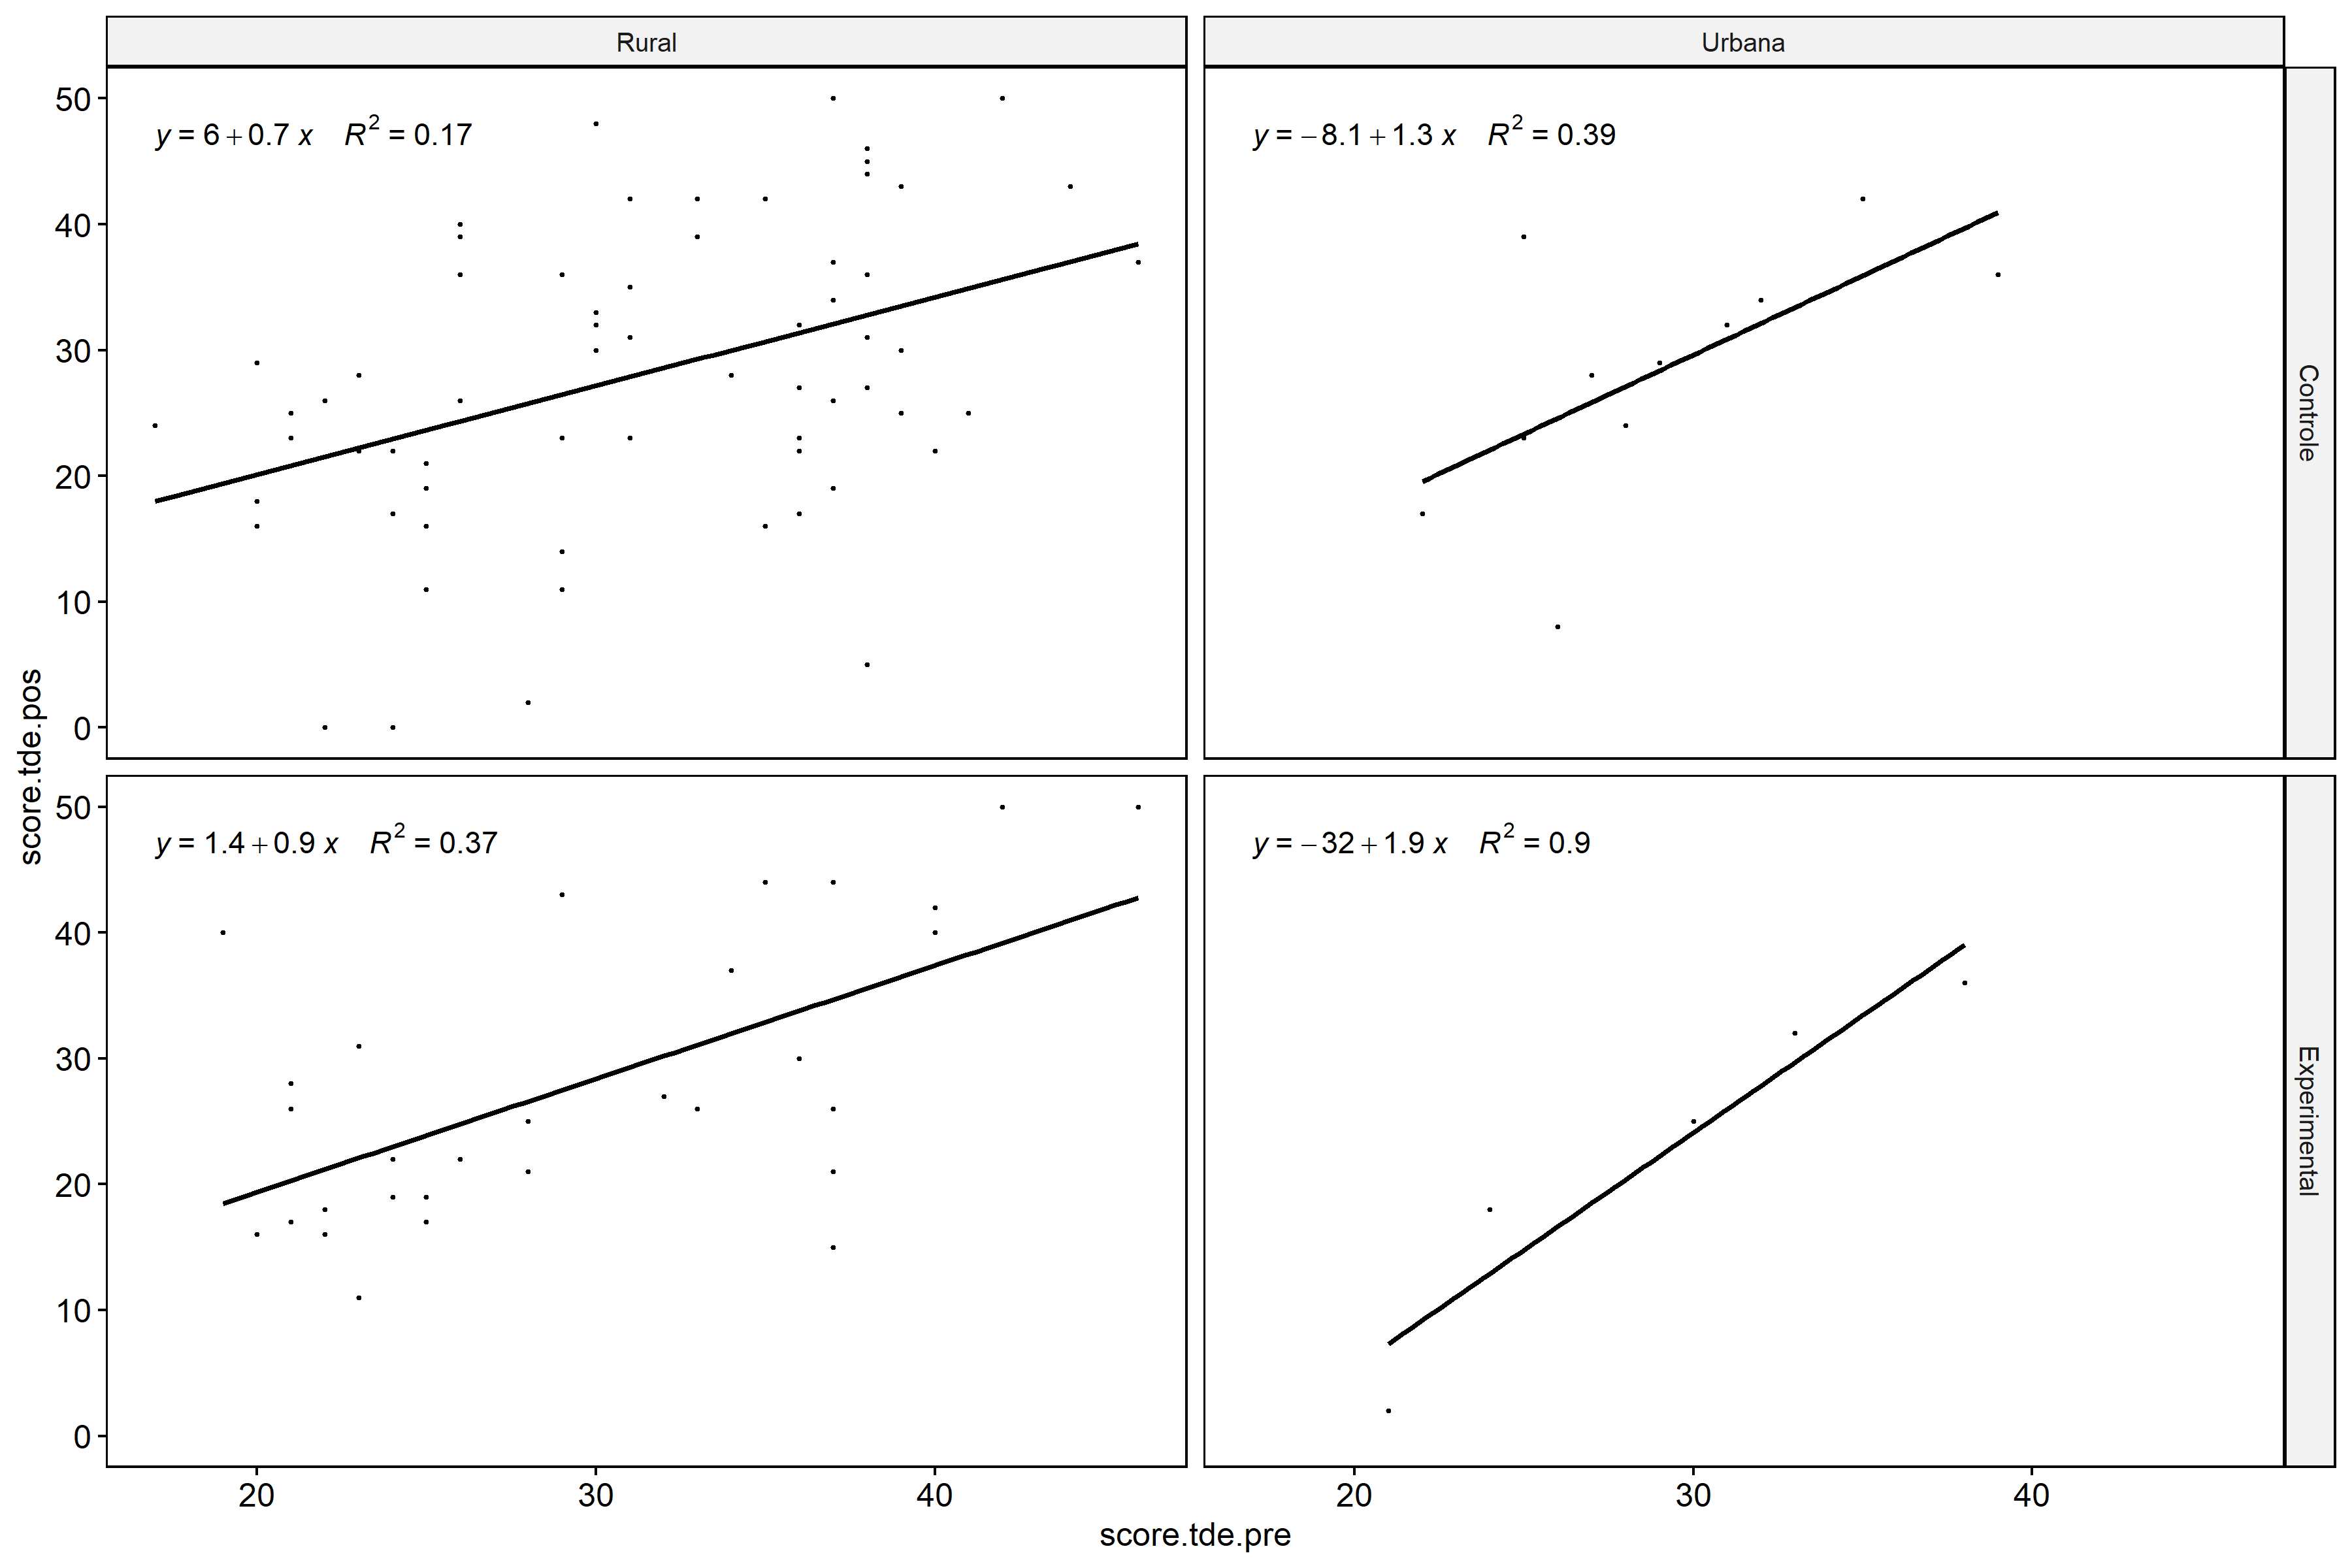 Rural
Urbana
y = 6 + 0.7 x R² = 0.17
y = −8.1 + 1.3 x R² = 0.39
50
40
30
20
10
0
Controle
y = 1.4 + 0.9 x R² = 0.37
y = −32 + 1.9 x R² = 0.9
50
40
30
20
10
0
Experimental
score.tde.pos
20 30 40 20 30 40
score.tde.pre